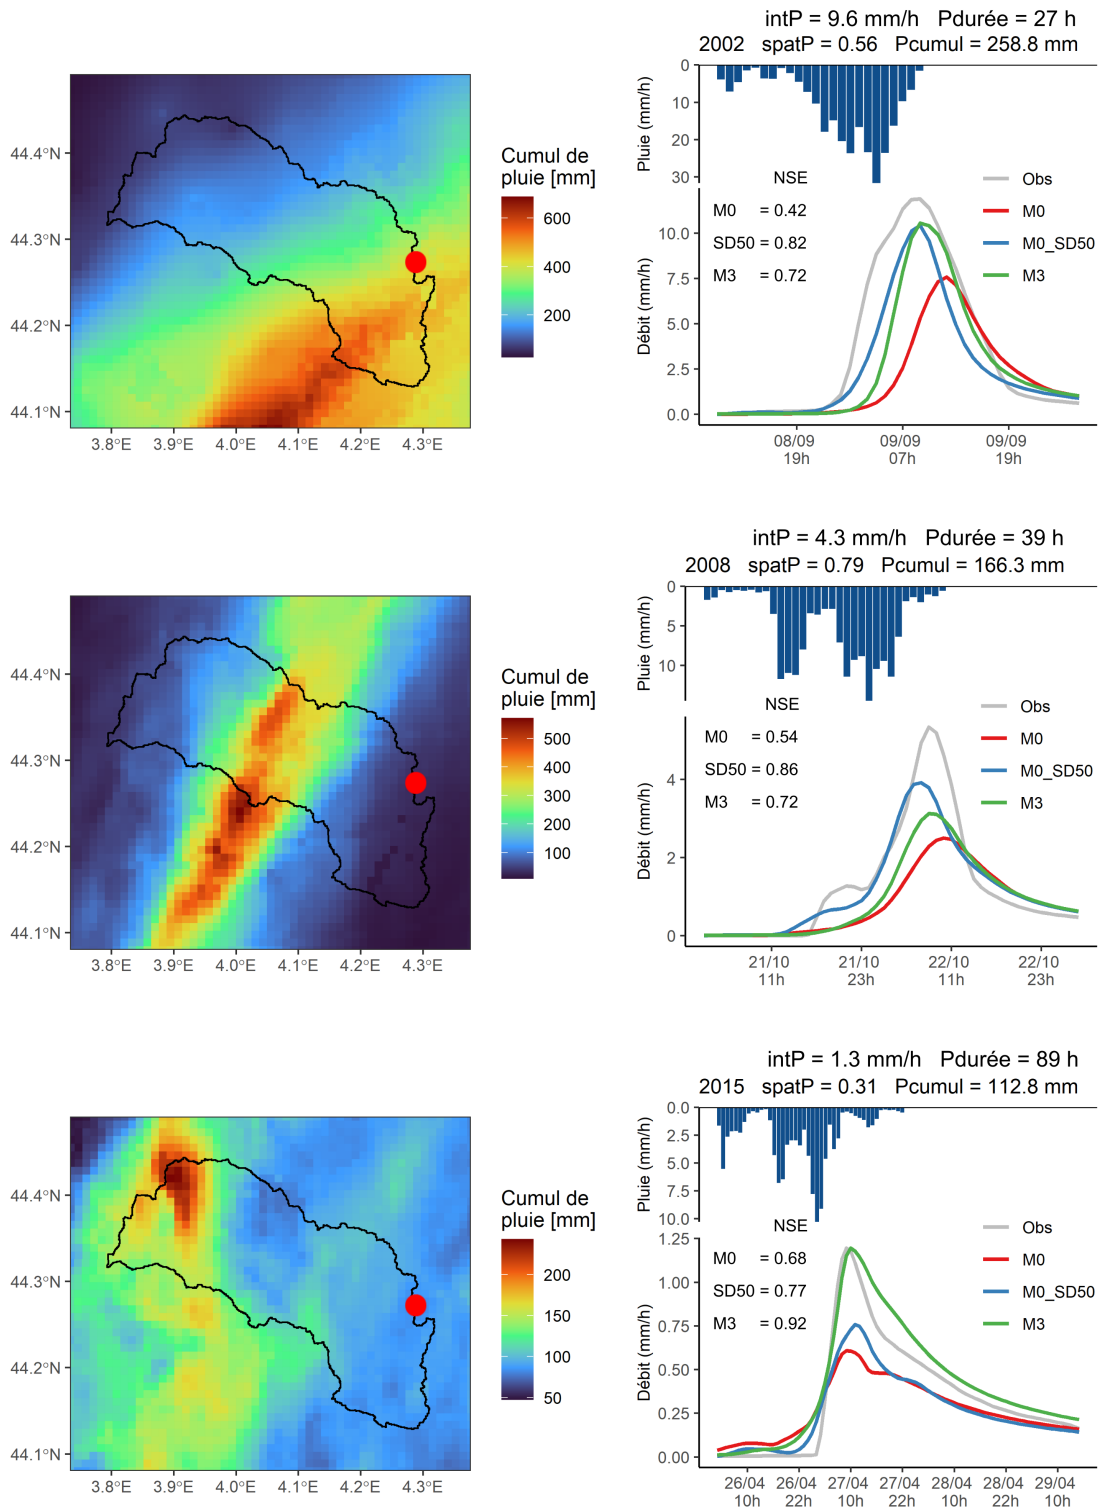 intP = 9.6 mm/h Pdurée = 27 h
2002 spatP = 0.56 Pcumul = 258.8 mm
44.4°N
44.3°N
44.2°N
44.1°N
3.8°E 3.9°E 4.0°E 4.1°E 4.2°E 4.3°E
Cumul de
pluie [mm]
600
400
200
Pluie (mm/h)
0
10
20
30
NSE
M0 = 0.42
SD50 = 0.82
M3 = 0.72
Obs
M0
M0_SD50
M3
Débit (mm/h)
10.0
7.5
5.0
2.5
0.0
08/09 09/09 09/09
19h 07h 19h
intP = 4.3 mm/h Pdurée = 39 h
2008 spatP = 0.79 Pcumul = 166.3 mm
44.4°N
44.3°N
44.2°N
44.1°N
3.8°E 3.9°E 4.0°E 4.1°E 4.2°E 4.3°E
Cumul de
pluie [mm]
500
400
300
200
100
Pluie (mm/h)
0
5
10
NSE
M0 = 0.54
SD50 = 0.86
M3 = 0.72
Obs
M0
M0_SD50
M3
Débit (mm/h)
4
2
0
21/10 21/10 22/10 22/10
11h 23h 11h 23h
intP = 1.3 mm/h Pdurée = 89 h
2015 spatP = 0.31 Pcumul = 112.8 mm
44.4°N
44.3°N
44.2°N
44.1°N
3.8°E 3.9°E 4.0°E 4.1°E 4.2°E 4.3°E
Cumul de
pluie [mm]
200
150
100
50
Pluie (mm/h)
0.0
2.5
5.0
7.5
10.0
NSE
M0 = 0.68
SD50 = 0.77
M3 = 0.92
Obs
M0
M0_SD50
M3
Débit (mm/h)
1.25
1.00
0.75
0.50
0.25
0.00
26/04 26/04 27/04 27/04 28/04 28/04 29/04
10h 22h 10h 22h 10h 22h 10h